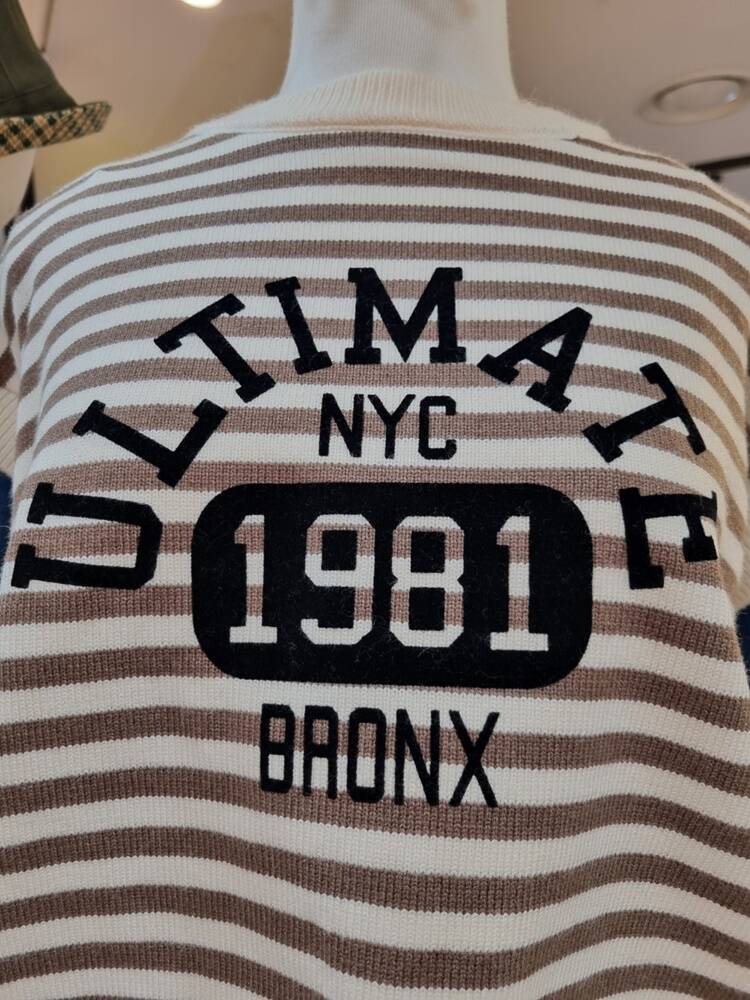 ULTIMATE
NYC
1981
BRONX